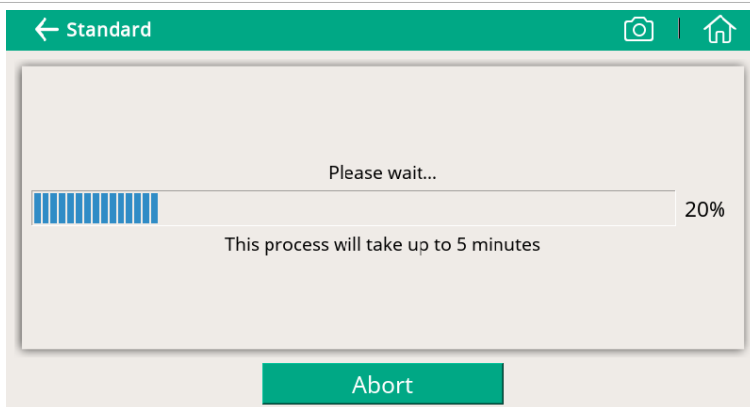 Standard
Please wait...
20%
This process will take up to 5 minutes
Abort